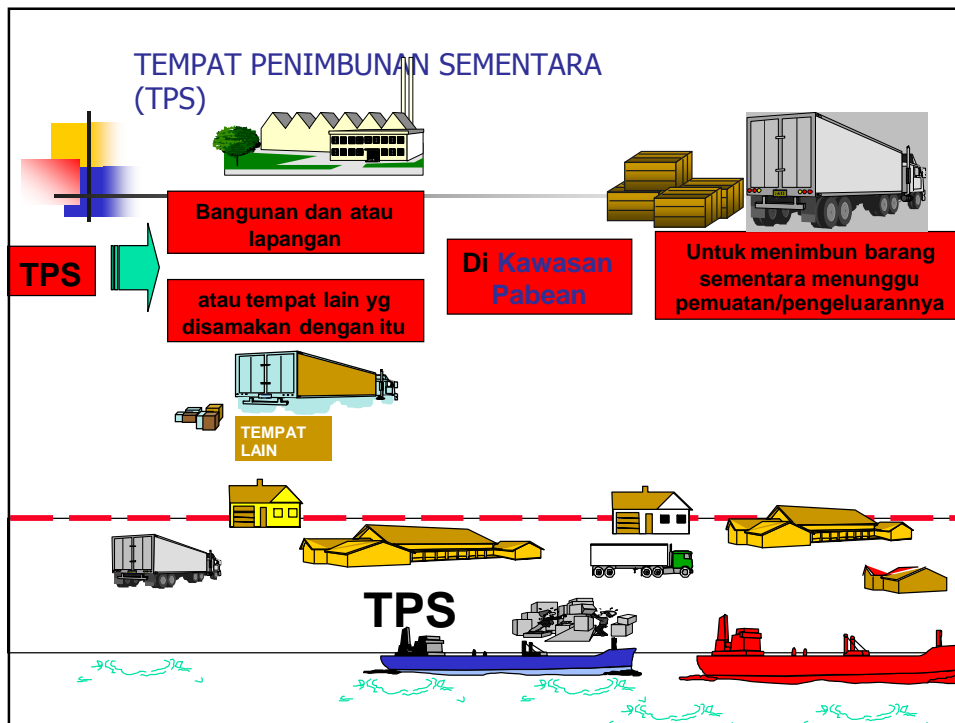 TEMPAT PENIMBUNAN SEMENTARA
(TPS)
Bangunan dan atau
lapangan
TPS
atau tempat lain yg
disamakan dengan itu
Di Kawasan
Pabean
Untuk menimbun barang
sementara menunggu
pemuatan/pengeluarannya
TEMPAT
LAIN
TPS